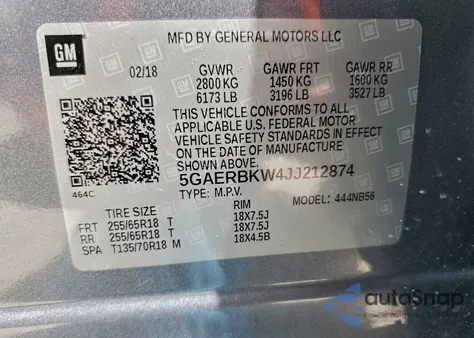 GM
MFD BY GENERAL MOTORS LLC
02/18 GVWR GAWR FRT GAWR RR
2800 KG 1450 KG 1600 KG
6173 LB 3196 LB 3527 LB
THIS VEHICLE CONFORMS TO ALL
APPLICABLE U.S. FEDERAL MOTOR
VEHICLE SAFETY STANDARDS IN EFFECT
ON THE DATE OF MANUFACTURE
SHOWN ABOVE.
464C 5GAERBKW4JJ212874
TYPE: M.P.V. MODEL: 444NB56
TIRE SIZE RIM
FRT 255/65R18 T 18X7.5J
RR 255/65R18 T 18X7.5J
SPA T135/70R18 M 18X4.5B
autoSnap